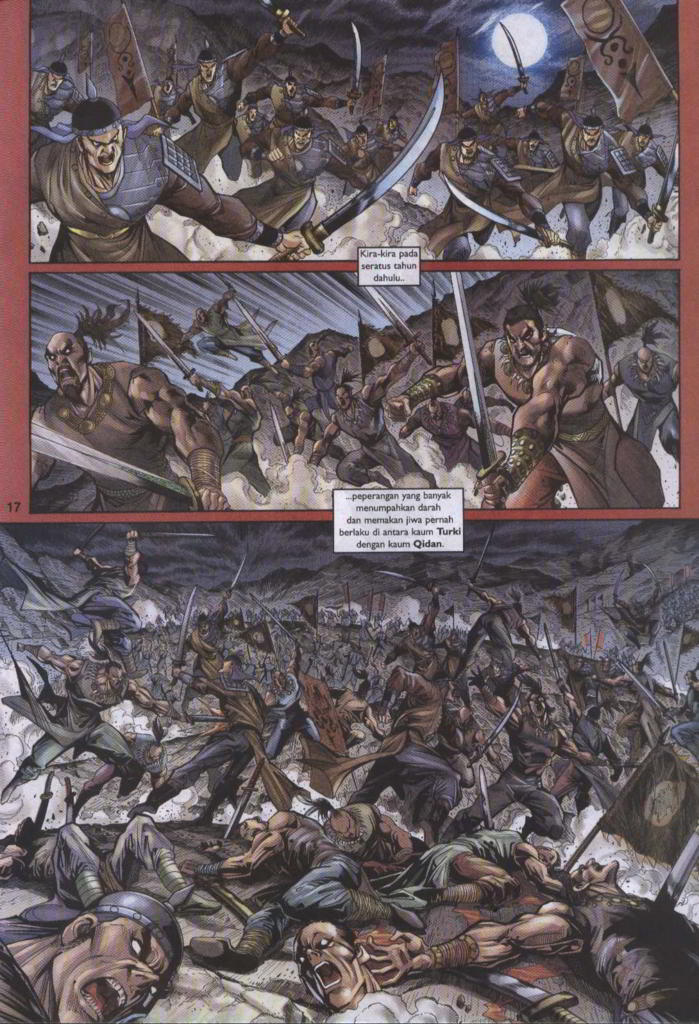 Kira-kira pada
seratus tahun
dahulu..
...peperangan yang banyak
menumpahkan darah
dan memakan jiwa pernah
berlaku di antara kaum Turki
dengan kaum Qidan.
17